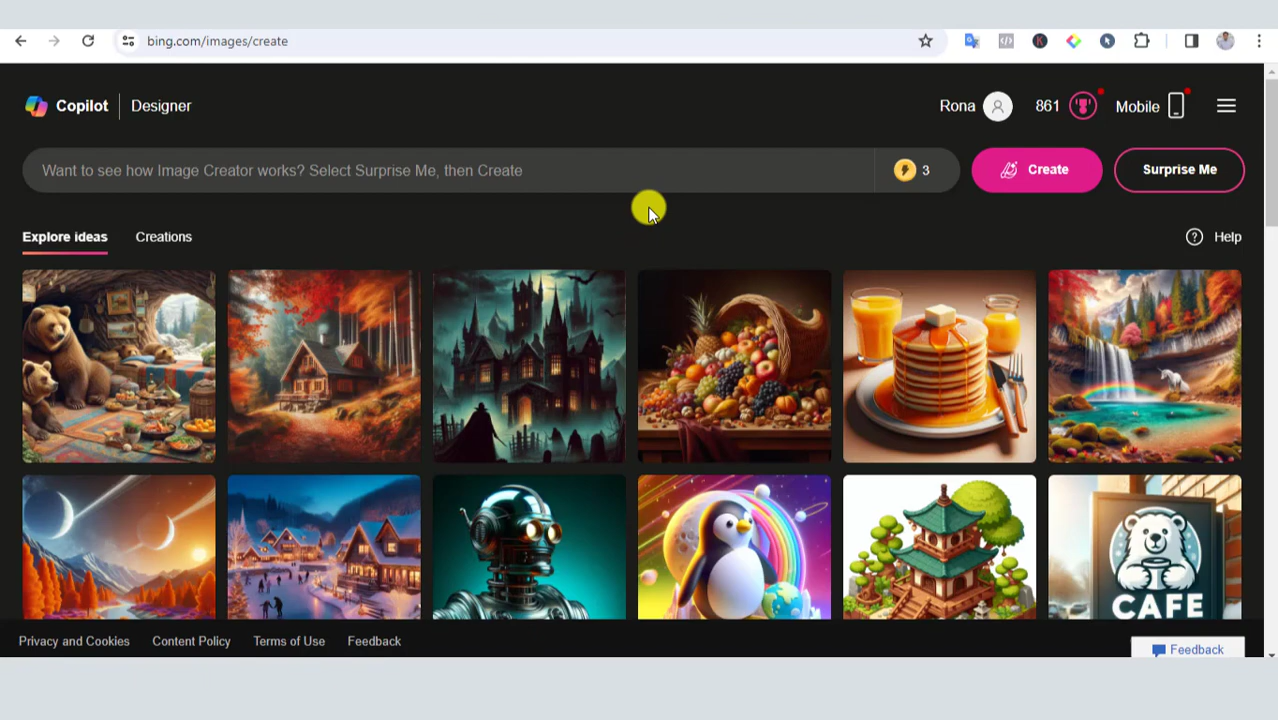 bing.com/images/create
Copilot Designer
Rona 861 Mobile
Want to see how Image Creator works? Select Surprise Me, then Create
3
Create
Surprise Me
Explore ideas Creations
Help
CAFE
Privacy and Cookies Content Policy Terms of Use Feedback
Feedback